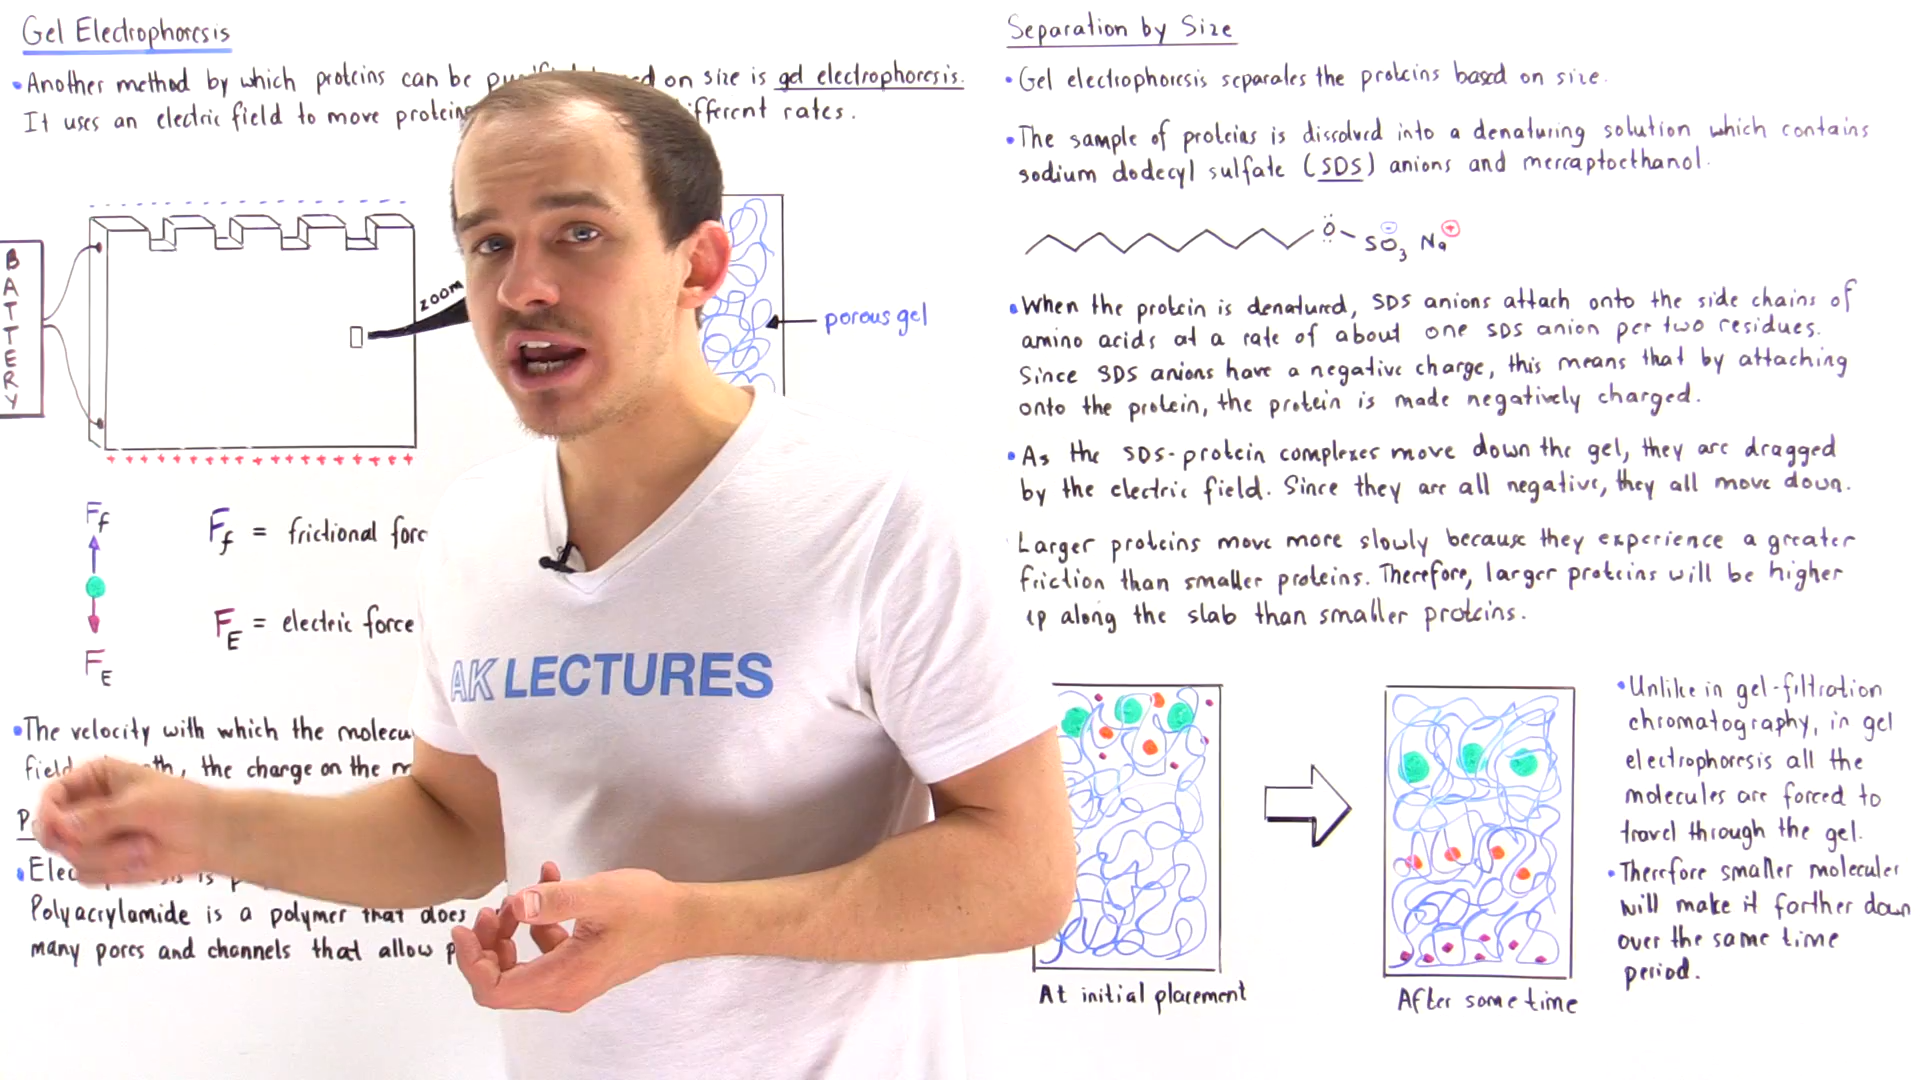 Gel Electrophoresis
• Another method by which proteins can be on size is gel electrophoresis.
It uses an electric field to move proteins different rates.
BATTERY
zoom
porous gel
Ff
Ff = frictional forc
FE = electric force
FE
• The velocity with which the molecu
field, the charge on the m
• Elec is p
Polyacrylamide is a polymer that does
many pores and channels that allow p
AK LECTURES
Separation by Size
• Gel electrophoresis separates the proteins based on size.
• The sample of proteins is dissolved into a denaturing solution which contains
sodium dodecyl sulfate (SDS) anions and mercaptoethanol.
O - SO3 Na
• When the protein is denatured, SDS anions attach onto the side chains of
amino acids at a rate of about one SDS anion per two residues.
Since SDS anions have a negative charge, this means that by attaching
onto the protein, the protein is made negatively charged.
• As the SDS-protein complexes move down the gel, they are dragged
by the electric field. Since they are all negative, they all move down.
Larger proteins move more slowly because they experience a greater
friction than smaller proteins. Therefore, larger proteins will be higher
up along the slab than smaller proteins.
At initial placement
After some time
• Unlike in gel-filtration
chromatography, in gel
electrophoresis all the
molecules are forced to
travel through the gel.
• Therefore smaller molecules
will make it farther down
over the same time
period.